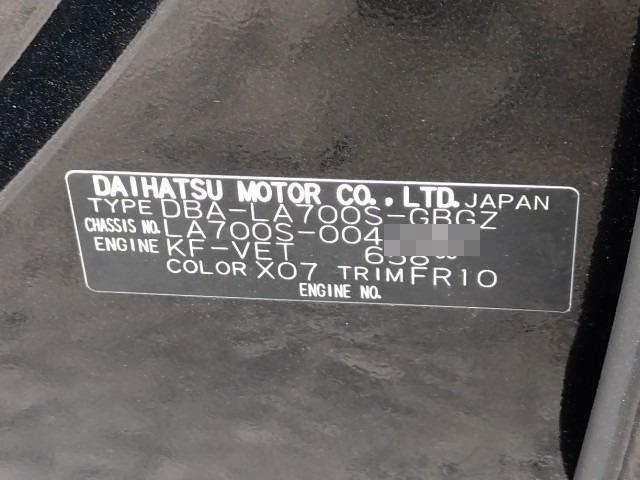 DAIHATSU MOTOR CO., LTD. JAPAN
TYPE DBA-LA700S-GBGZ
CHASSIS NO. LA700S-004
ENGINE KF-VET 658cc
COLOR X07 TRIM FR10
ENGINE NO.